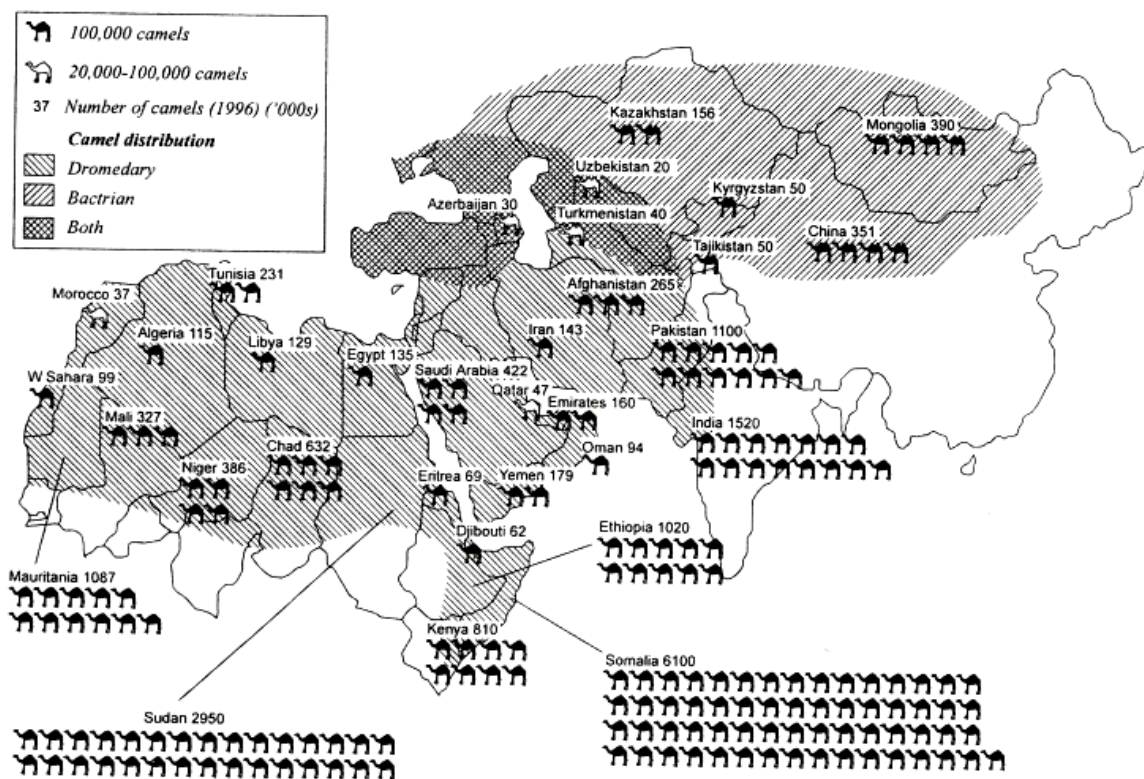 100,000 camels
20,000-100,000 camels
37 Number of camels (1996) ('000s)
Camel distribution
Dromedary
Bactrian
Both
Kazakhstan 156
Mongolia 390
Uzbekistan 20
Kyrgyzstan 50
Azerbaijan 30
Turkmenistan 40
China 351
Tajikistan 50
Tunisia 231
Afghanistan 265
Morocco 37
Algeria 115
Libya 129
Iran 143
Pakistan 1100
Egypt 135
Saudi Arabia 422
W Sahara 99
Qatar 47
Emirates 160
Mali 327
India 1520
Chad 632
Oman 94
Niger 386
Eritrea 69
Yemen 179
Djibouti 62
Ethiopia 1020
Mauritania 1087
Kenya 810
Somalia 6100
Sudan 2950